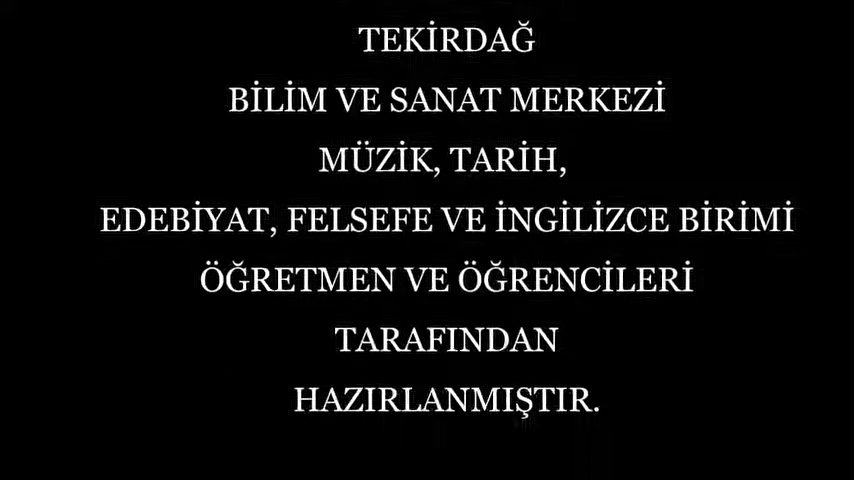 TEKİRDAĞ
BİLİM VE SANAT MERKEZİ
MÜZİK, TARİH,
EDEBİYAT, FELSEFE VE İNGİLİZCE BİRİMİ
ÖĞRETMEN VE ÖĞRENCİLERİ
TARAFINDAN
HAZIRLANMIŞTIR.